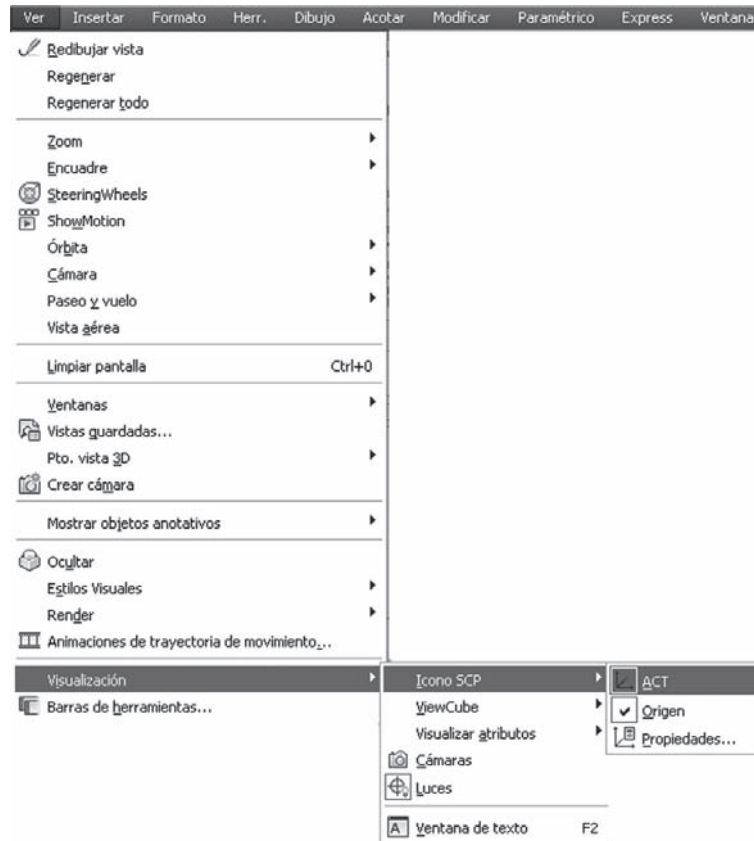 Ver Insertar Formato Herr. Dibujo Acotar Modificar Paramétrico Express Ventana
Redibujar vista
Regenerar
Regenerar todo
Zoom
Encuadre
SteeringWheels
ShowMotion
Órbita
Cámara
Paseo y vuelo
Vista aérea
Limpiar pantalla Ctrl+0
Ventanas
Vistas guardadas...
Pto. vista 3D
Crear cámara
Mostrar objetos anotativos
Ocultar
Estilos Visuales
Render
Animaciones de trayectoria de movimiento...
Visualización
Barras de herramientas...
Icono SCP
ViewCube
Visualizar atributos
Cámaras
Luces
Ventana de texto F2
ACT
Origen
Propiedades...